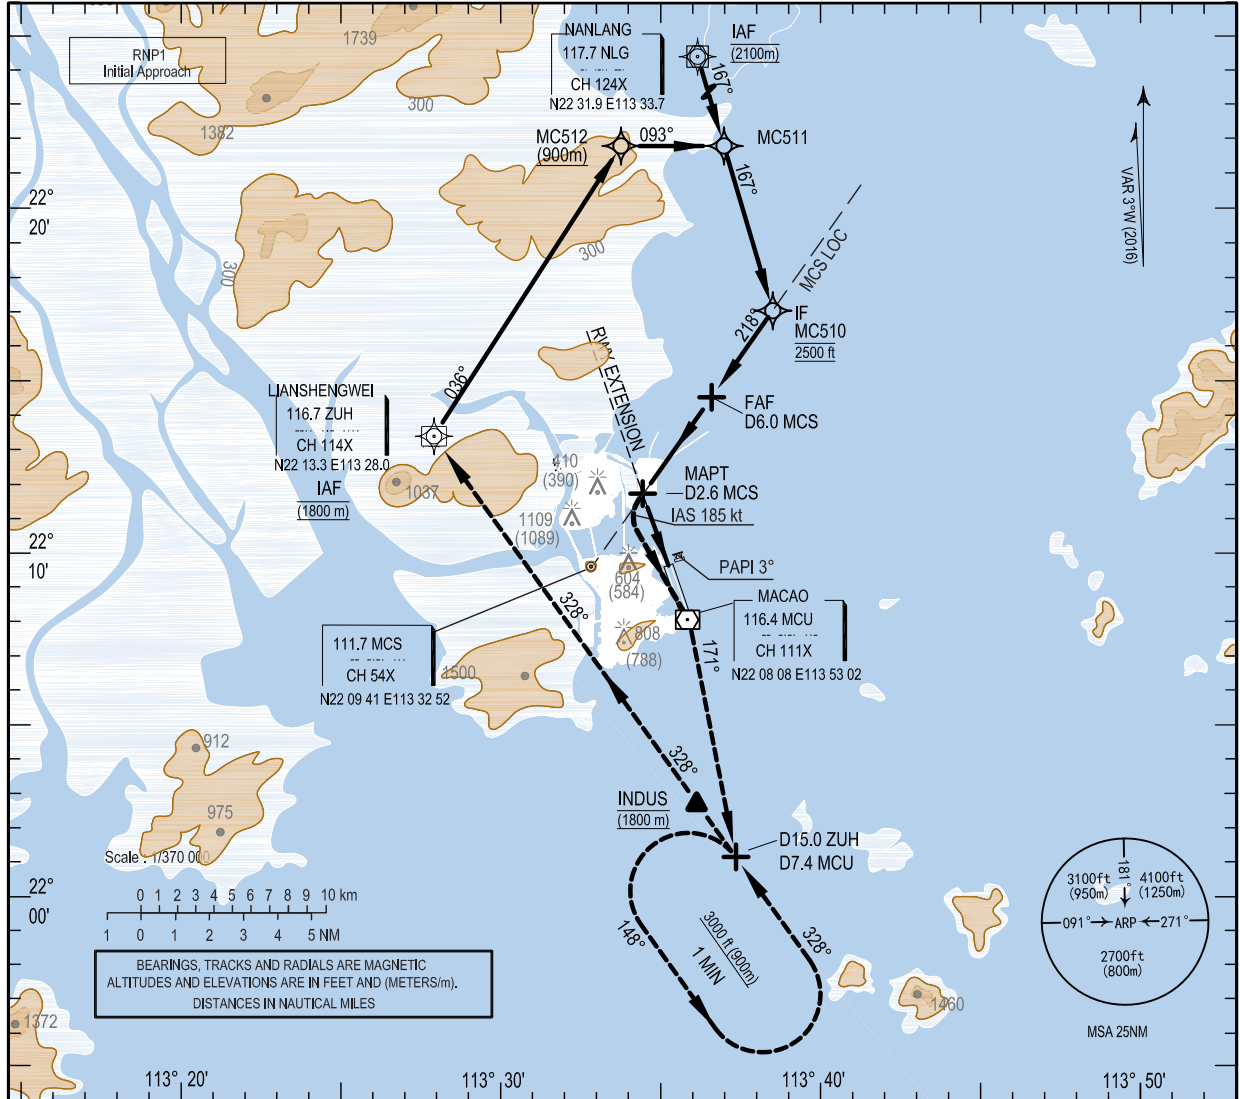 1739
RNP1
Initial Approach
300
1382
NANLANG
117.7 NLG
CH 124X
N22 31.9 E113 33.7
IAF
(2100m)
167°
MC512
(900m)
093°
MC511
167°
22°
20'
300
300
VAR 3°W (2016)
MCS LOC
IF
MC510
2500 ft
218°
RWY EXTENSION
036°
LIANSHENGWEI
116.7 ZUH
CH 114X
N22 13.3 E113 28.0
IAF
(1800 m)
FAF
D6.0 MCS
410
(390)
1037
MAPT
D2.6 MCS
IAS 185 kt
1109
(1089)
22°
10'
PAPI 3°
604
(584)
328°
MACAO
116.4 MCU
CH 111X
N22 08 08 E113 53 02
111.7 MCS
CH 54X
N22 09 41 E113 32 52
808
(788)
171°
1500
912
328°
975
INDUS
(1800 m)
D15.0 ZUH
D7.4 MCU
Scale : 1/370 000
22°
00'
0 1 2 3 4 5 6 7 8 9 10 km
1 0 1 2 3 4 5 NM
3100ft
(950m)
181°
4100ft
(1250m)
091° ARP 271°
2700ft
(800m)
MSA 25NM
148°
3000 ft (900m)
1 MIN
328°
BEARINGS, TRACKS AND RADIALS ARE MAGNETIC
ALTITUDES AND ELEVATIONS ARE IN FEET AND (METERS/m).
DISTANCES IN NAUTICAL MILES
1460
1372
113° 20'
113° 30'
113° 40'
113° 50'